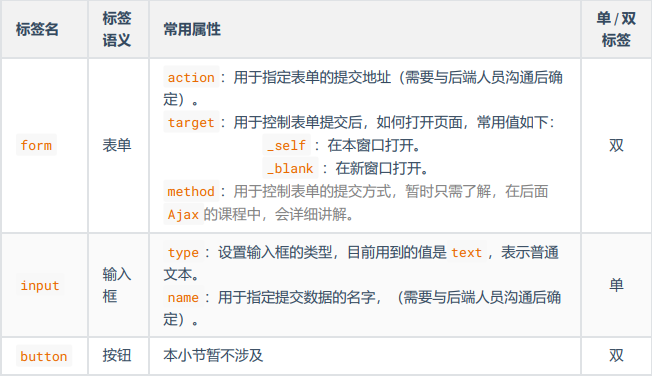 标签名 标签语义 常用属性 单 / 双标签
form 表单
action ：用于指定表单的提交地址（需要与后端人员沟通后确
定）。
target ：用于控制表单提交后，如何打开页面，常用值如下：
_self ：在本窗口打开。
_blank ：在新窗口打开。
method ：用于控制表单的提交方式，暂时只需了解，在后面
Ajax 的课程中，会详细讲解。
双
input 输入框
type ：设置输入框的类型，目前用到的值是 text ，表示普通
文本。
name ：用于指定提交数据的名字，（需要与后端人员沟通后确
定）。
单
button 按钮 本小节暂不涉及 双